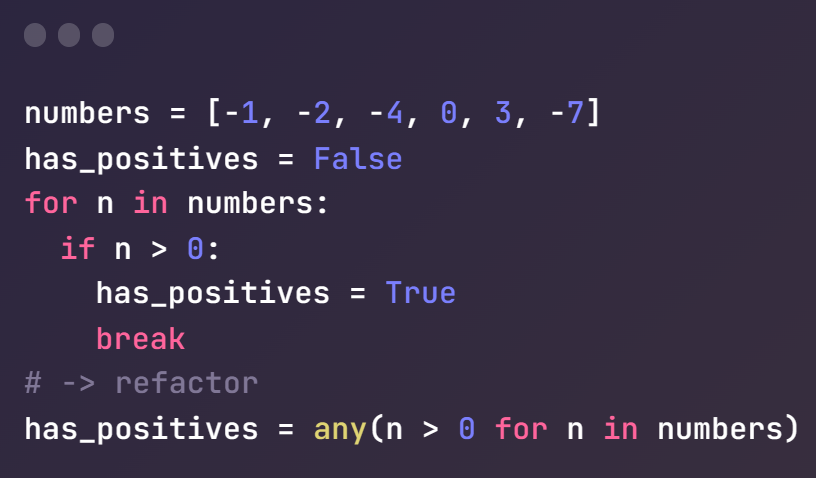 numbers = [-1, -2, -4, 0, 3, -7]
has_positives = False
for n in numbers:
  if n > 0:
    has_positives = True
    break
# -> refactor
has_positives = any(n > 0 for n in numbers)